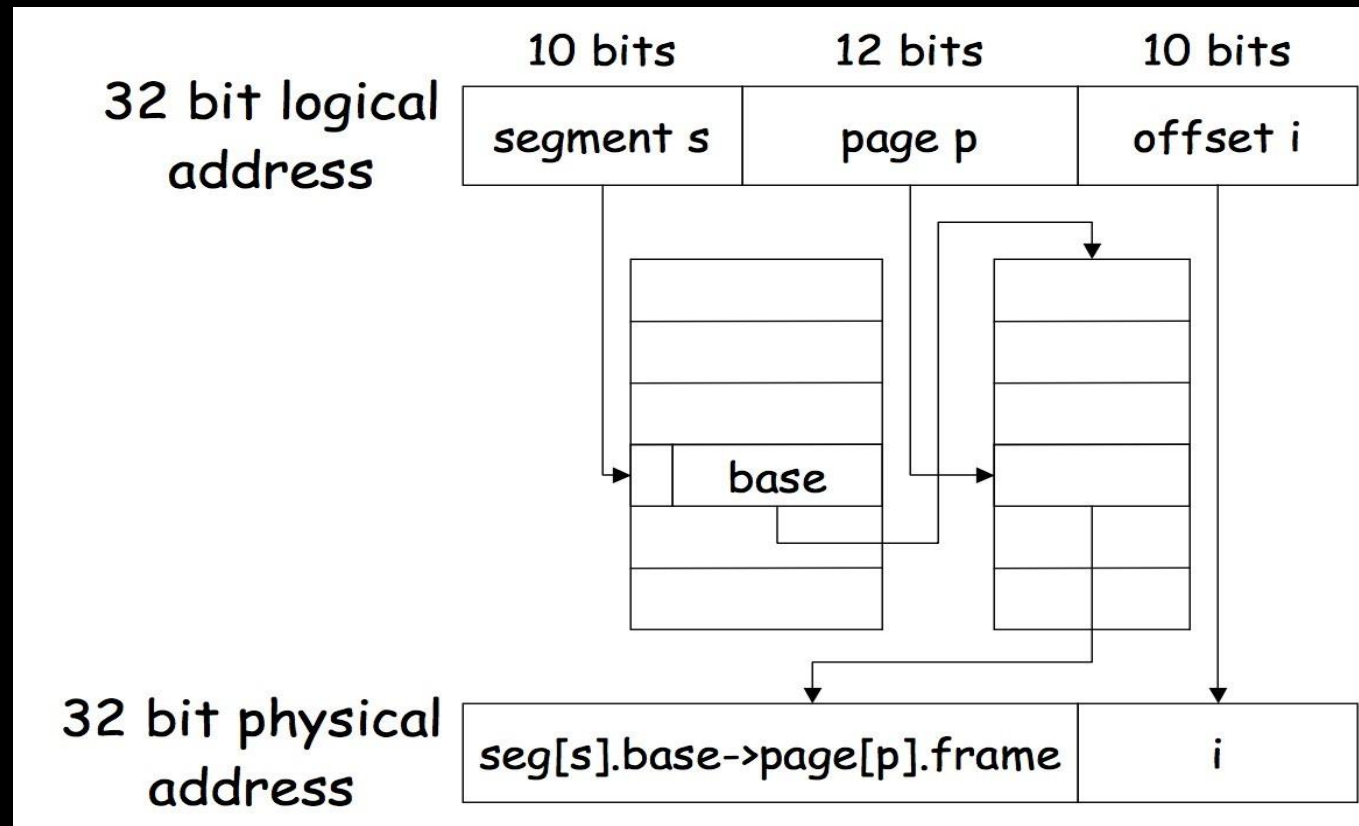 10 bits 12 bits 10 bits
32 bit logical
address
segment s page p offset i
base
32 bit physical
address
seg[s].base->page[p].frame i